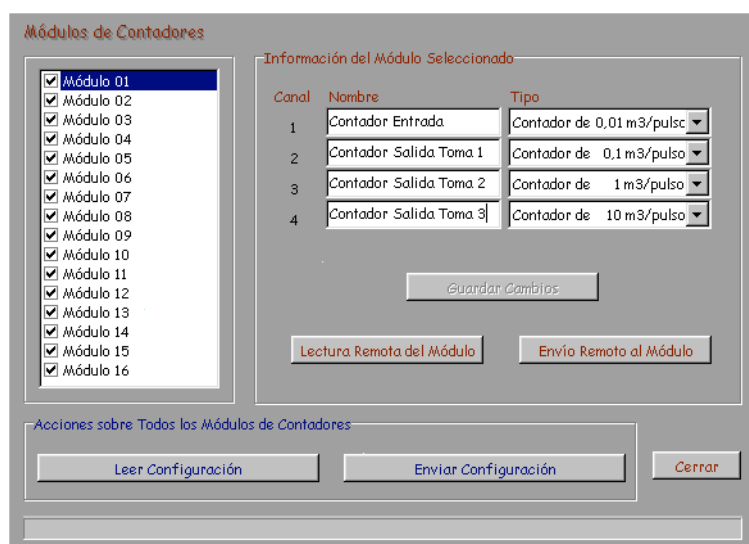 Módulos de Contadores
Módulo 01
Módulo 02
Módulo 03
Módulo 04
Módulo 05
Módulo 06
Módulo 07
Módulo 08
Módulo 09
Módulo 10
Módulo 11
Módulo 12
Módulo 13
Módulo 14
Módulo 15
Módulo 16
Información del Módulo Seleccionado
Canal Nombre Tipo
1 Contador Entrada Contador de 0,01 m3/pulsc
2 Contador Salida Toma 1 Contador de 0,1 m3/pulso
3 Contador Salida Toma 2 Contador de 1 m3/pulso
4 Contador Salida Toma 3 Contador de 10 m3/pulso
Guardar Cambios
Lectura Remota del Módulo Envío Remoto al Módulo
Acciones sobre Todos los Módulos de Contadores
Leer Configuración Enviar Configuración Cerrar